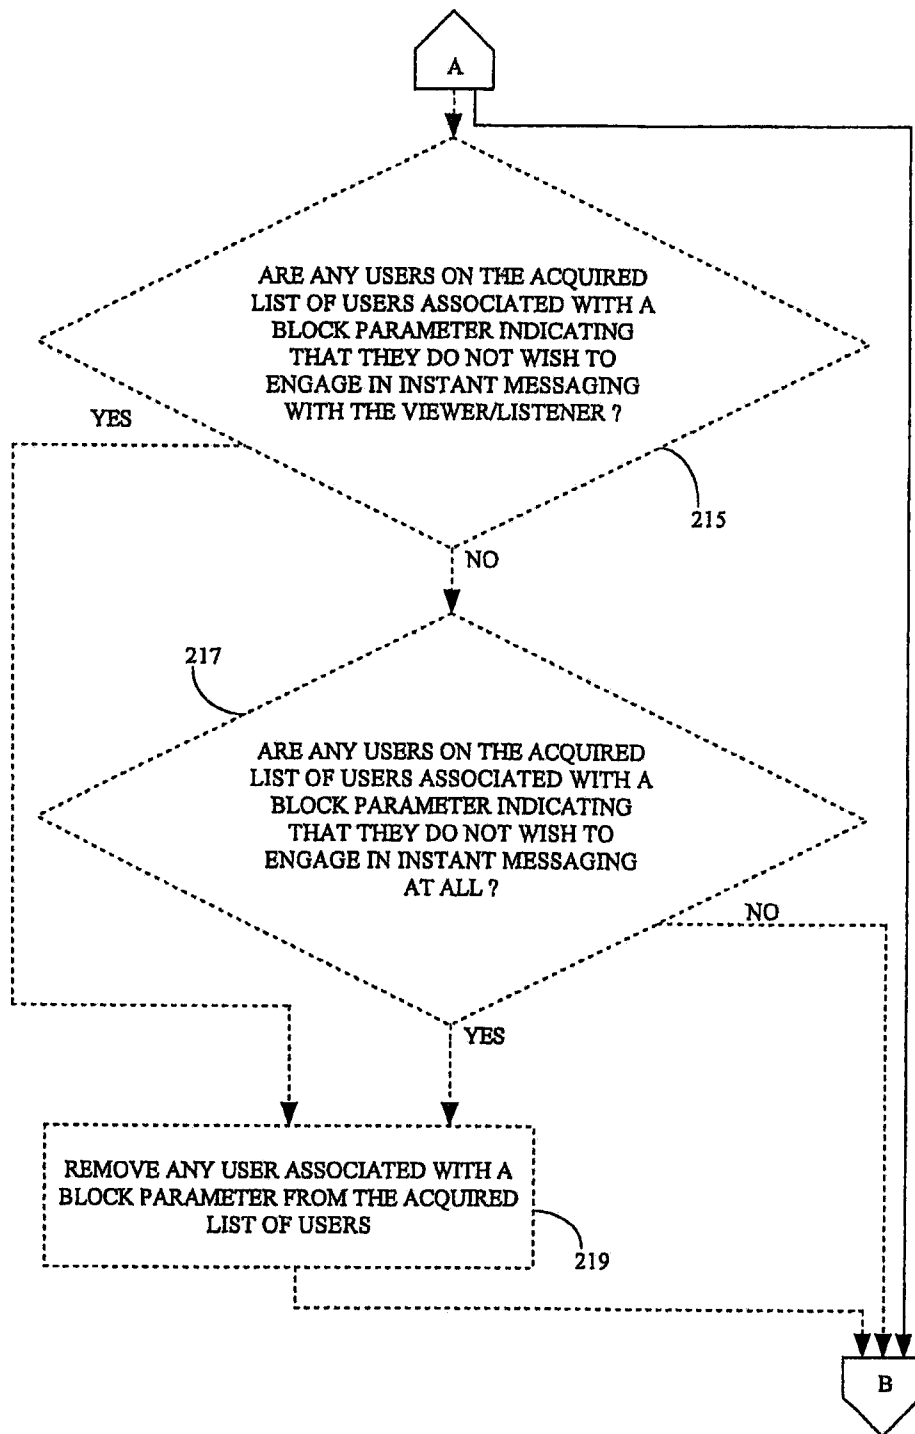 A
ARE ANY USERS ON THE ACQUIRED
LIST OF USERS ASSOCIATED WITH A
BLOCK PARAMETER INDICATING
THAT THEY DO NOT WISH TO
ENGAGE IN INSTANT MESSAGING
WITH THE VIEWER/LISTENER ?
YES
215
NO
217
ARE ANY USERS ON THE ACQUIRED
LIST OF USERS ASSOCIATED WITH A
BLOCK PARAMETER INDICATING
THAT THEY DO NOT WISH TO
ENGAGE IN INSTANT MESSAGING
AT ALL ?
NO
YES
REMOVE ANY USER ASSOCIATED WITH A
BLOCK PARAMETER FROM THE ACQUIRED
LIST OF USERS
219
B